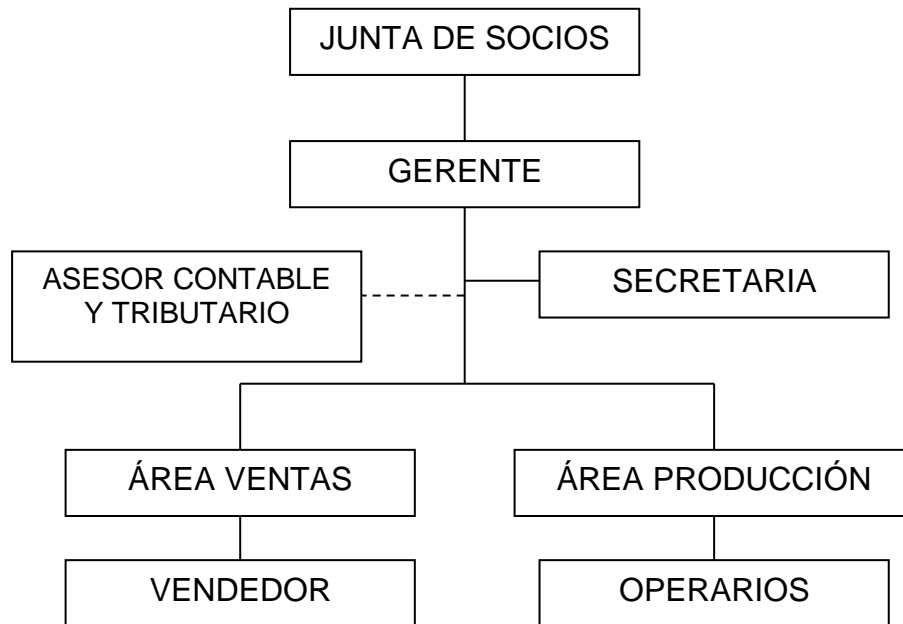 JUNTA DE SOCIOS
GERENTE
ASESOR CONTABLE
Y TRIBUTARIO
SECRETARIA
ÁREA VENTAS
ÁREA PRODUCCIÓN
VENDEDOR
OPERARIOS